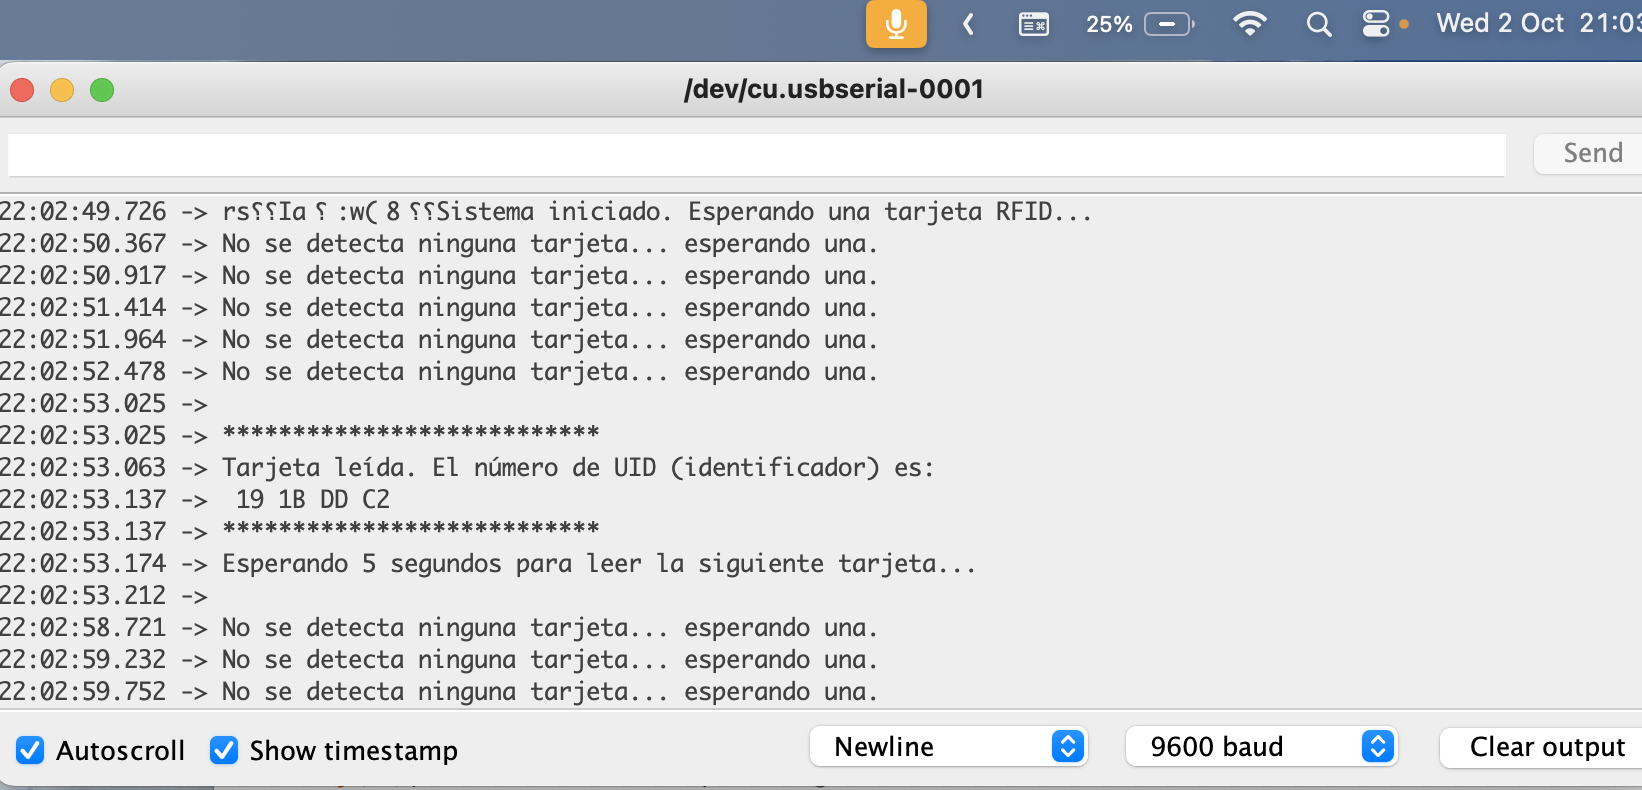 25% Wed 2 Oct 21:03
/dev/cu.usbserial-0001
Send
22:02:49.726 -> rs⸮⸮Ia⸮:w(8⸮⸮Sistema iniciado. Esperando una tarjeta RFID...
22:02:50.367 -> No se detecta ninguna tarjeta... esperando una.
22:02:50.917 -> No se detecta ninguna tarjeta... esperando una.
22:02:51.414 -> No se detecta ninguna tarjeta... esperando una.
22:02:51.964 -> No se detecta ninguna tarjeta... esperando una.
22:02:52.478 -> No se detecta ninguna tarjeta... esperando una.
22:02:53.025 ->
22:02:53.025 -> ***************************
22:02:53.063 -> Tarjeta leída. El número de UID (identificador) es:
22:02:53.137 ->  19 1B DD C2
22:02:53.137 -> ***************************
22:02:53.174 -> Esperando 5 segundos para leer la siguiente tarjeta...
22:02:53.212 ->
22:02:58.721 -> No se detecta ninguna tarjeta... esperando una.
22:02:59.232 -> No se detecta ninguna tarjeta... esperando una.
22:02:59.752 -> No se detecta ninguna tarjeta... esperando una.
Autoscroll Show timestamp Newline 9600 baud Clear output